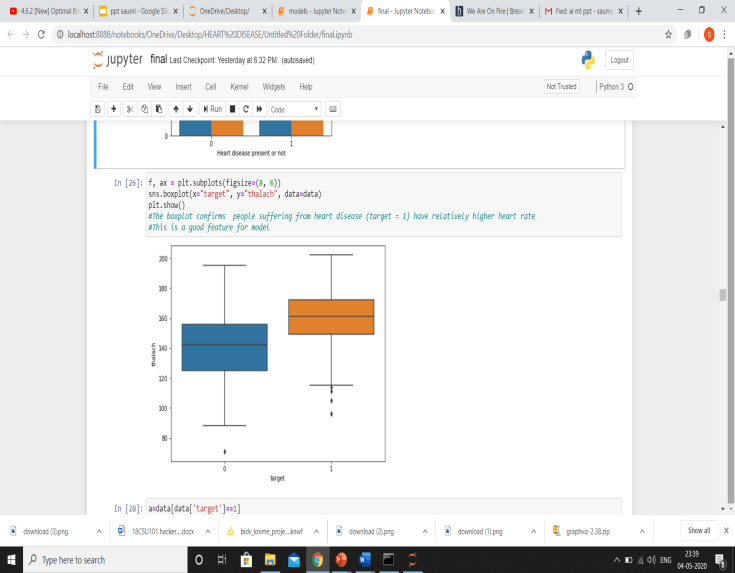 4.6.2 [New] Optimal Bi
ppt saumi - Google Sli
OneDrive/Desktop/
models - Jupyter Note
final - Jupyter Noteboo
We Are On Fire | Bread
Fwd: ai ml ppt - saumy
localhost:8888/notebooks/OneDrive/Desktop/HEART%20DISEASE/Untitled%20Folder/final.ipynb
S
jupyter final Last Checkpoint: Yesterday at 6:32 PM (autosaved)
Logout
File Edit View Insert Cell Kernel Widgets Help
Not Trusted
Python 3
Run
Code
0
0 1
Heart disease present or not
In [26]: f, ax = plt.subplots(figsize=(8, 6))
sns.boxplot(x="target", y="thalach", data=data)
plt.show()
#The boxplot confirms people suffering from heart disease (target = 1) have relatively higher heart rate
#This is a good feature for model
200
180
160
140
120
100
80
thalach
0 1
target
In [28]: a=data[data['target']==1]
download (3).png
18CSU101 hacker....docx
bidv_knime_proje....knwf
download (2).png
download (1).png
graphviz-2.38.zip
Show all
Type here to search
ENG
23:39
04-05-2020